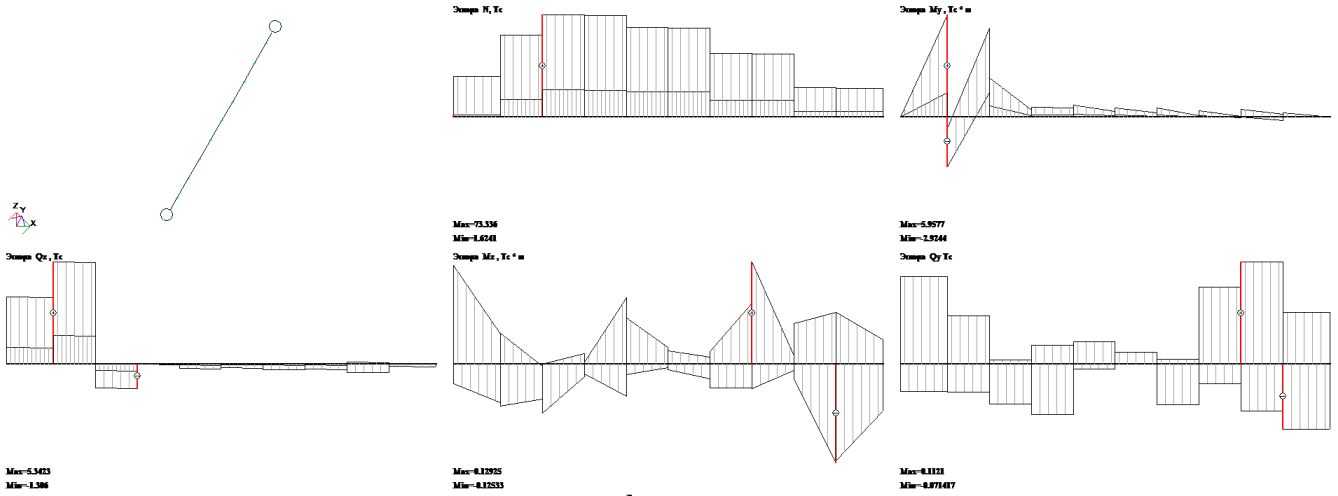 Эпюра N, Тс
Эпюра My , Тс * м
Max=73.336
Min=1.6241
Max=5.9577
Min=-2.9244
Z
Y
X
Эпюра Qz , Тс
Эпюра Mz , Тс * м
Эпюра Qy Тс
Max=5.3423
Min=-1.306
Max=0.12925
Min=-0.12533
Max=0.1121
Min=-0.071417